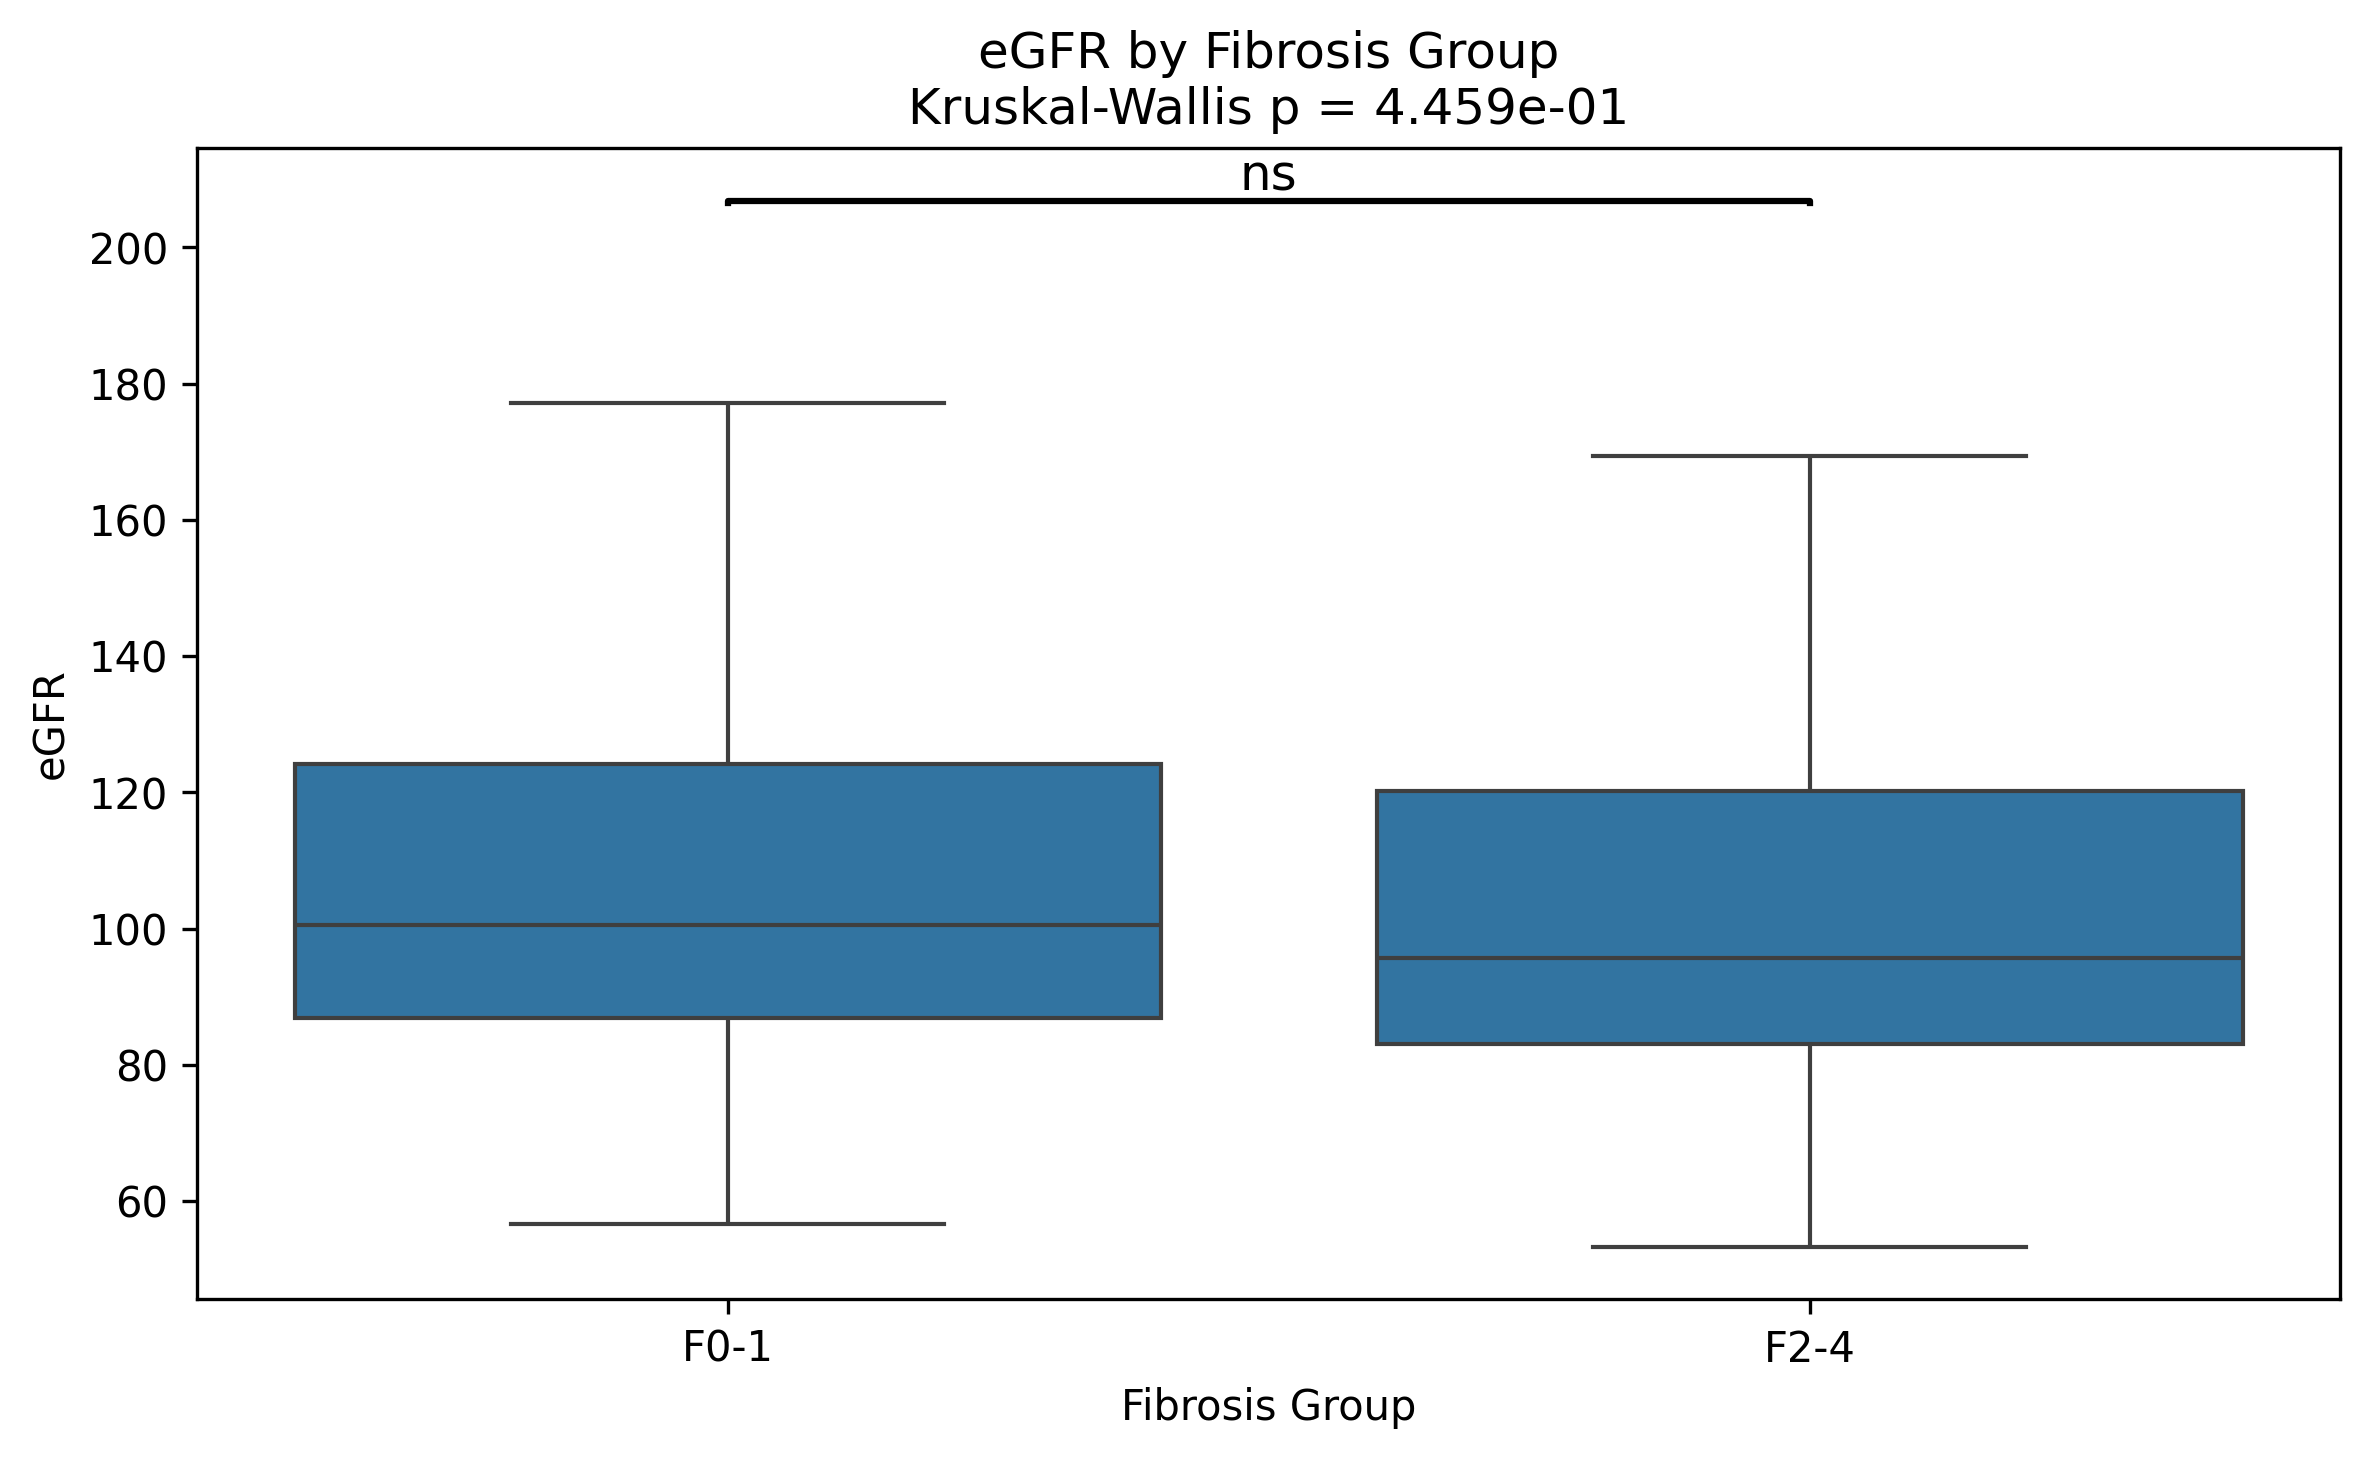 eGFR by Fibrosis Group
Kruskal-Wallis p = 4.459e-01
ns
200
180
160
140
120
100
80
60
eGFR
F0-1
F2-4
Fibrosis Group